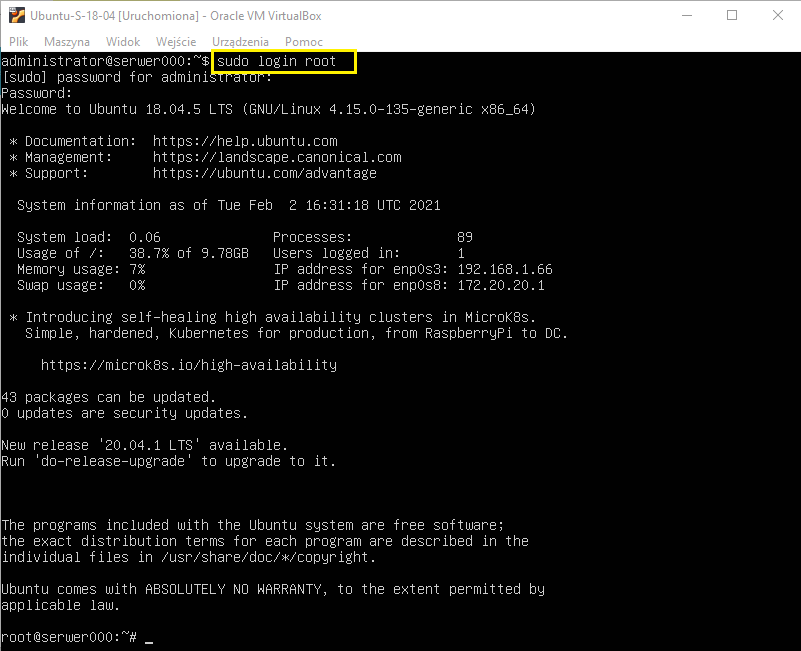 Ubuntu-S-18-04 [Uruchomiona] - Oracle VM VirtualBox
Plik Maszyna Widok Wejście Urządzenia Pomoc
administrator@serwer000:~$ sudo login root
[sudo] password for administrator:
Password:
Welcome to Ubuntu 18.04.5 LTS (GNU/Linux 4.15.0-135-generic x86_64)
* Documentation: https://help.ubuntu.com
* Management: https://landscape.canonical.com
* Support: https://ubuntu.com/advantage
System information as of Tue Feb 2 16:31:18 UTC 2021
System load: 0.06 Processes: 89
Usage of /: 38.7% of 9.78GB Users logged in: 1
Memory usage: 7% IP address for enp0s3: 192.168.1.66
Swap usage: 0% IP address for enp0s8: 172.20.20.1
* Introducing self-healing high availability clusters in MicroK8s.
Simple, hardened, Kubernetes for production, from RaspberryPi to DC.
https://microk8s.io/high-availability
43 packages can be updated.
0 updates are security updates.
New release '20.04.1 LTS' available.
Run 'do-release-upgrade' to upgrade to it.
The programs included with the Ubuntu system are free software;
the exact distribution terms for each program are described in the
individual files in /usr/share/doc/*/copyright.
Ubuntu comes with ABSOLUTELY NO WARRANTY, to the extent permitted by
applicable law.
root@serwer000:~# _